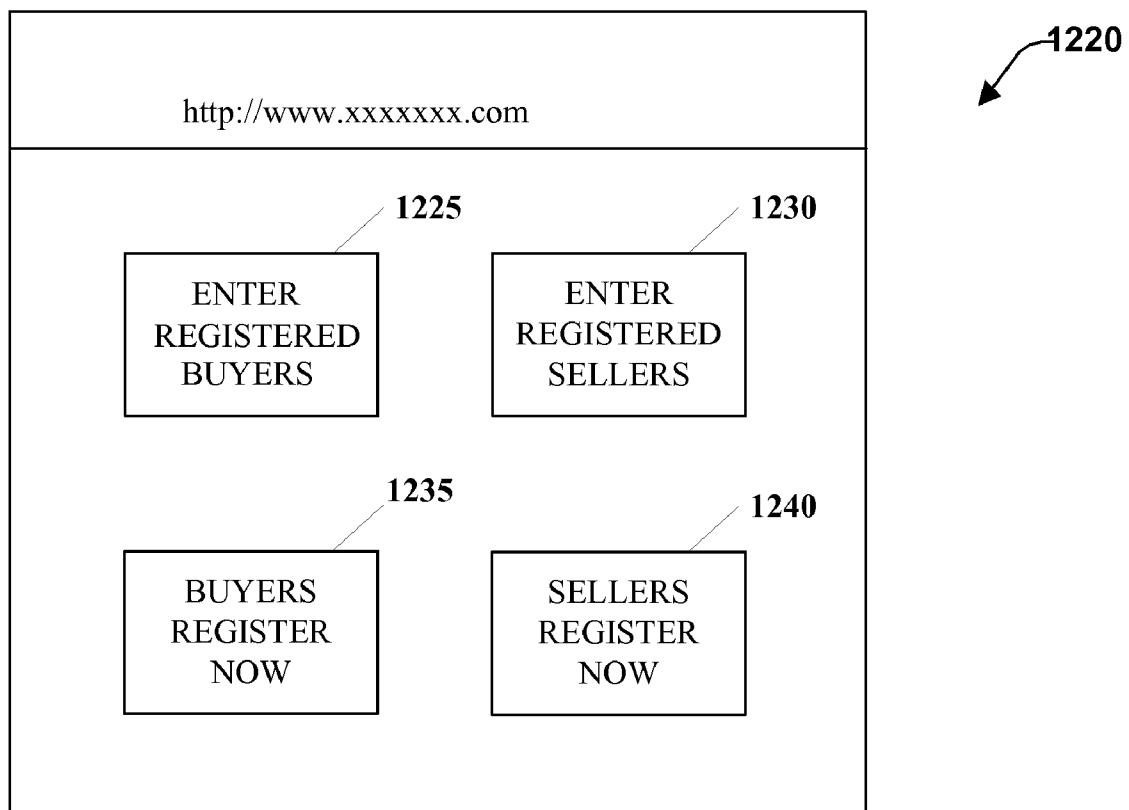 1220
http://www.xxxxxxx.com
1225
ENTER
REGISTERED
BUYERS
1230
ENTER
REGISTERED
SELLERS
1235
BUYERS
REGISTER
NOW
1240
SELLERS
REGISTER
NOW